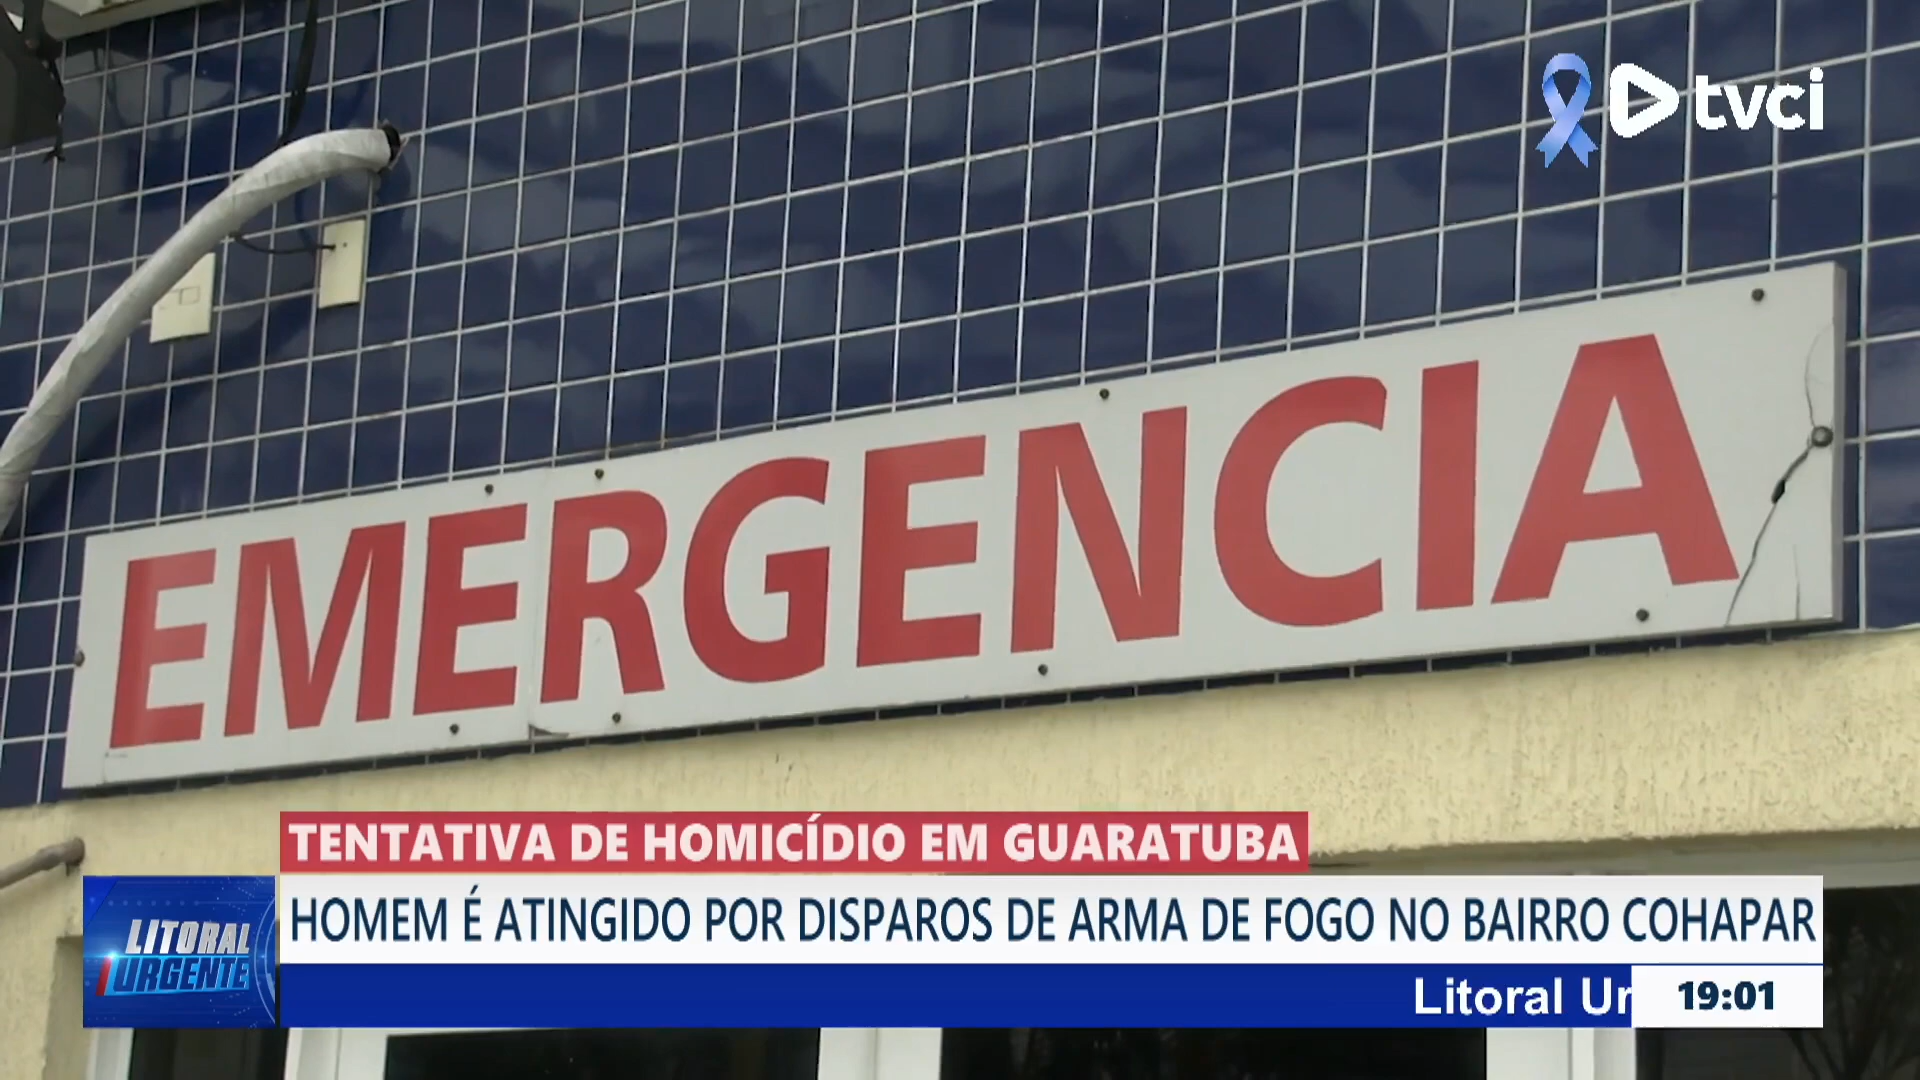 tvci
EMERGENCIA
TENTATIVA DE HOMICÍDIO EM GUARATUBA
HOMEM É ATINGIDO POR DISPAROS DE ARMA DE FOGO NO BAIRRO COHAPAR
LITORAL
URGENTE
Litoral Ur
19:01